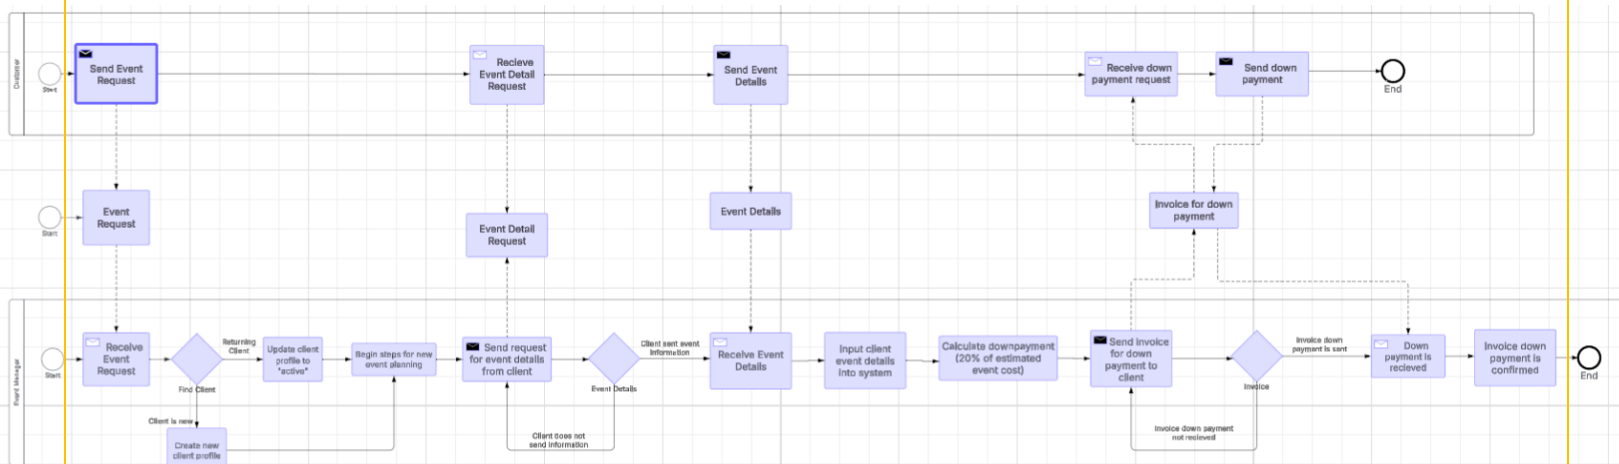 Customer
Start
Send Event
Request
Recieve
Event Detail
Request
Send Event
Details
Receive down
payment request
Send down
payment
End
Start
Event
Request
Event Detail
Request
Event Details
Invoice for down
payment
Event Manager
Start
Receive
Event
Request
Find Client
Returning
Client
Update client
profile to
"active"
Begin steps for new
event planning
Client is new
Create new
client profile
Send request
for event details
from client
Event Details
Client sent event
Information
Client does not
send information
Receive Event
Details
Input client
event details
into system
Calculate downpayment
(20% of estimated
event cost)
Send invoice
for down
payment to
client
Invoice
Invoice down
payment is sent
Invoice down payment
not recieved
Down
payment is
recieved
Invoice down
payment is
confirmed
End